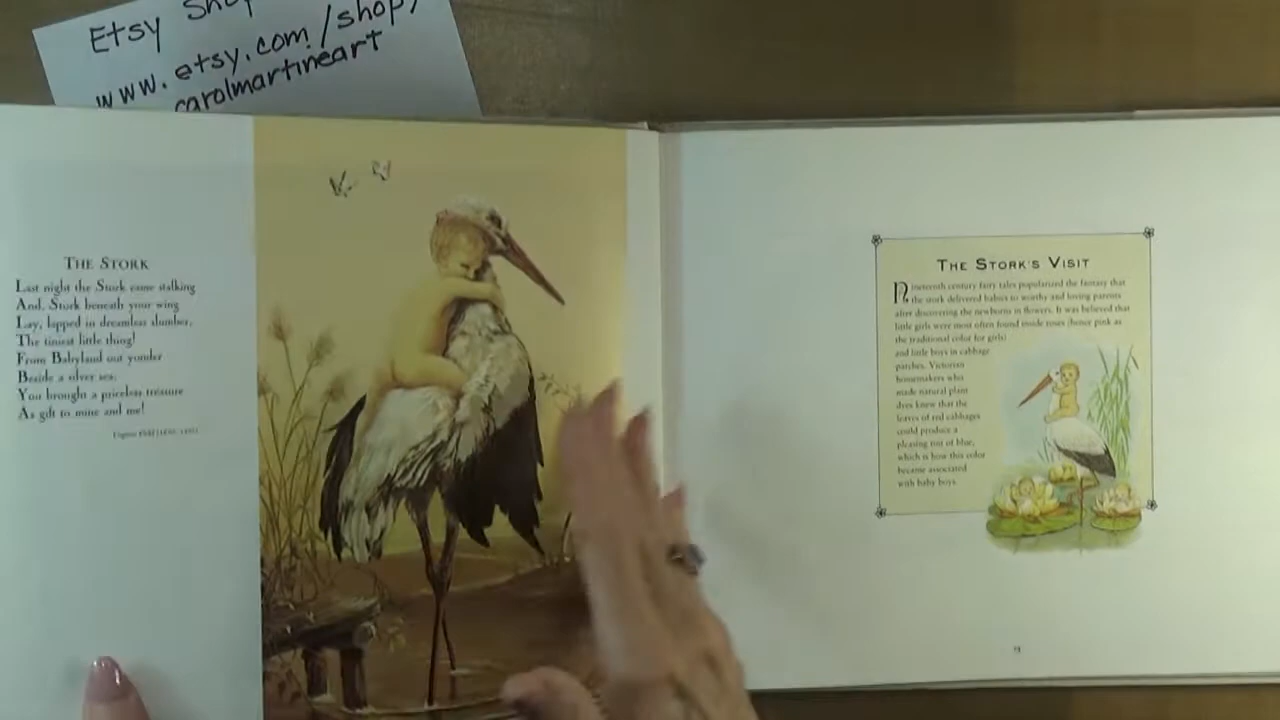 Etsy Shop
www.etsy.com/shop/
carolmartineart
THE STORK
Last night the Stork came stalking
And, Stork beneath your wing
Lay, lapped in dreamless slumber,
The tiniest little thing!
From Babyland out yonder
Beside a silver sea,
You brought a priceless treasure
As gift to mine and me!
THE STORK'S VISIT
Nineteenth century fairy tales popularized the fantasy that
the stork delivered babies to worthy and loving parents
after discovering the newborns in flowers. It was believed that
little girls were most often found inside roses (hence pink as
the traditional color for girls)
and little boys in cabbage
patches. Victorian
homemakers who
made natural plant
dyes knew that the
leaves of red cabbages
could produce a
pleasing tint of blue,
which is how this color
became associated
with baby boys.